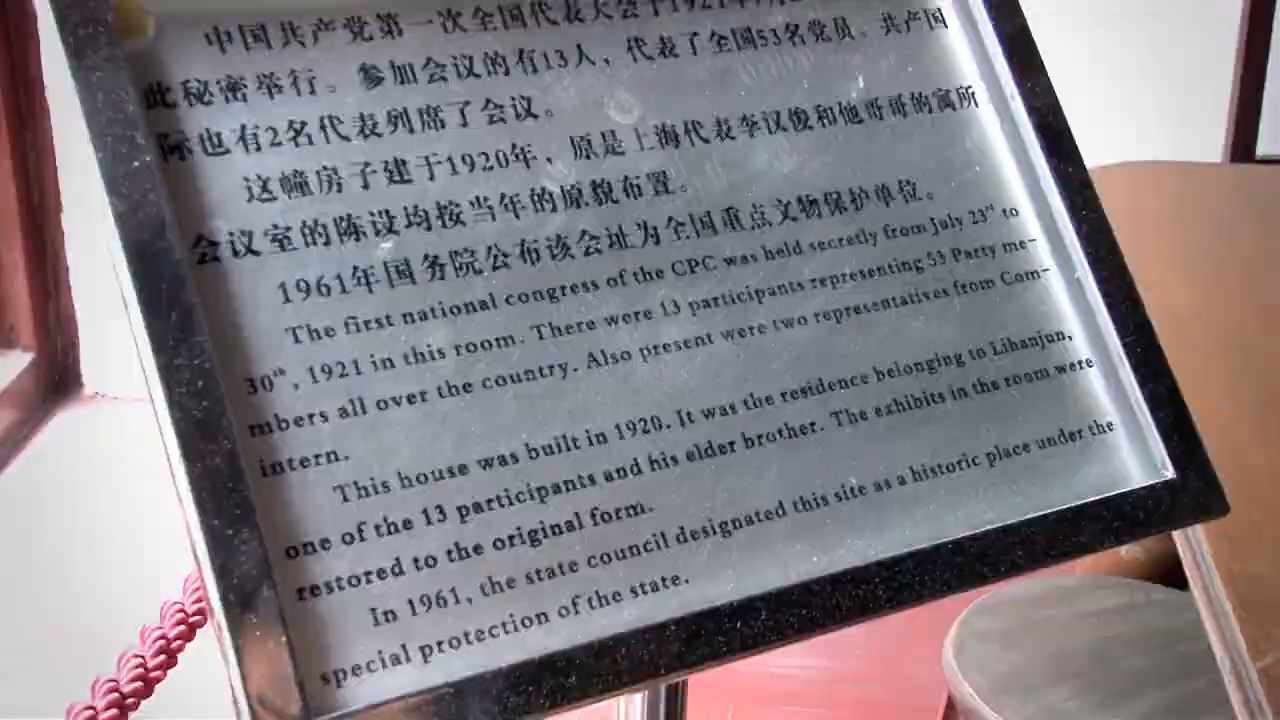 中国共产党第一次全国代表大会于1921年7月2
此秘密举行。参加会议的有13人，代表了全国53名党员。共产国
际也有2名代表列席了会议。
这幢房子建于1920年，原是上海代表李汉俊和他哥哥的寓所
会议室的陈设均按当年的原貌布置。
1961年国务院公布该会址为全国重点文物保护单位。
The first national congress of the CPC was held secretly from July 23rd to
30th, 1921 in this room. There were 13 participants representing 53 Party me-
mbers all over the country. Also present were two representatives from Com-
intern.
This house was built in 1920. It was the residence belonging to Lihanjun,
one of the 13 participants and his elder brother. The exhibits in the room were
restored to the original form.
In 1961, the state council designated this site as a historic place under the
special protection of the state.